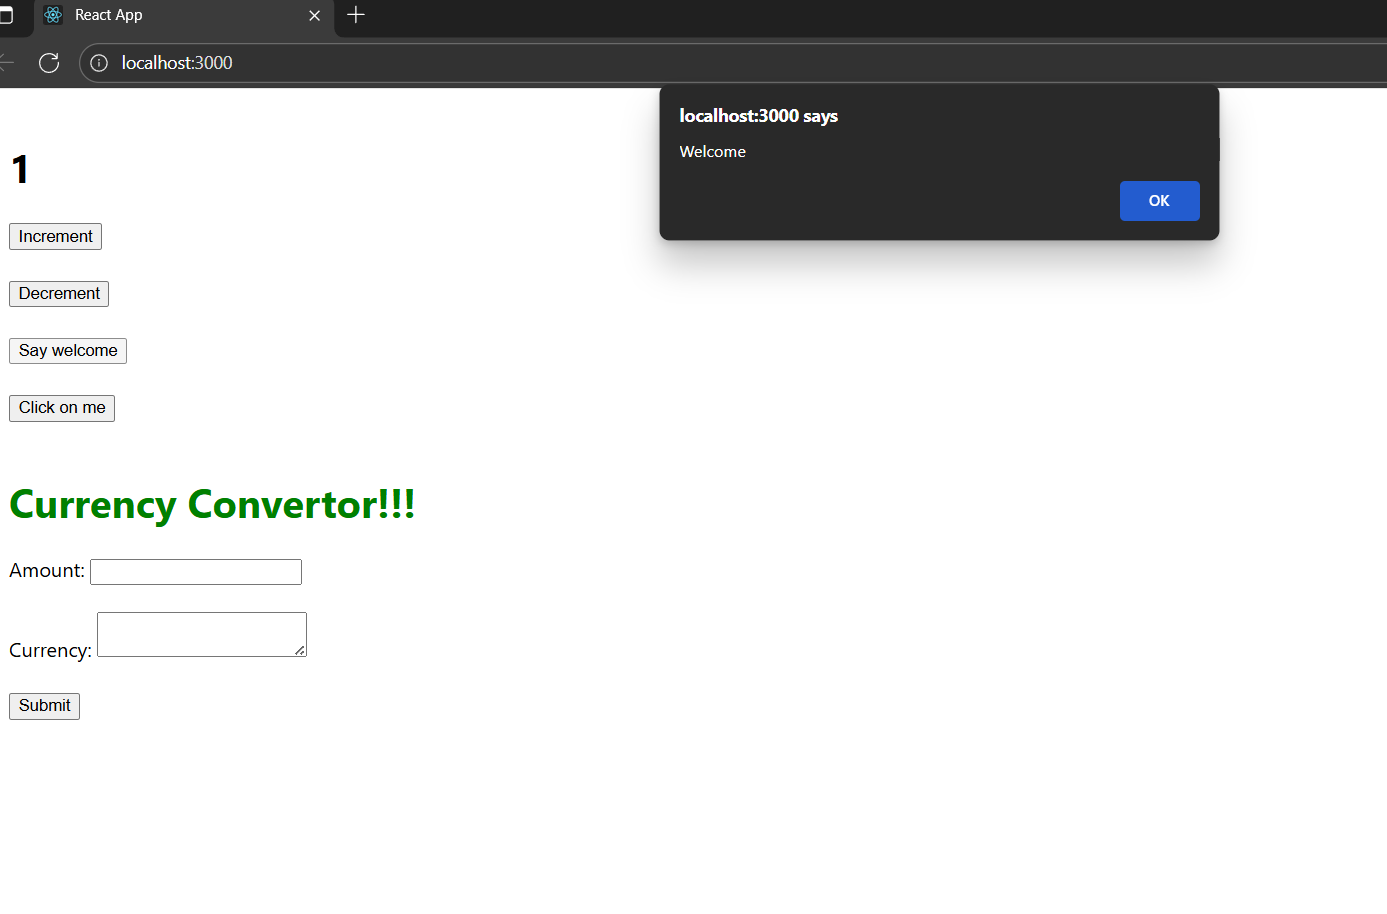 React App
localhost:3000
localhost:3000 says
Welcome
OK
1
Increment
Decrement
Say welcome
Click on me
Currency Convertor!!!
Amount:
Currency:
Submit